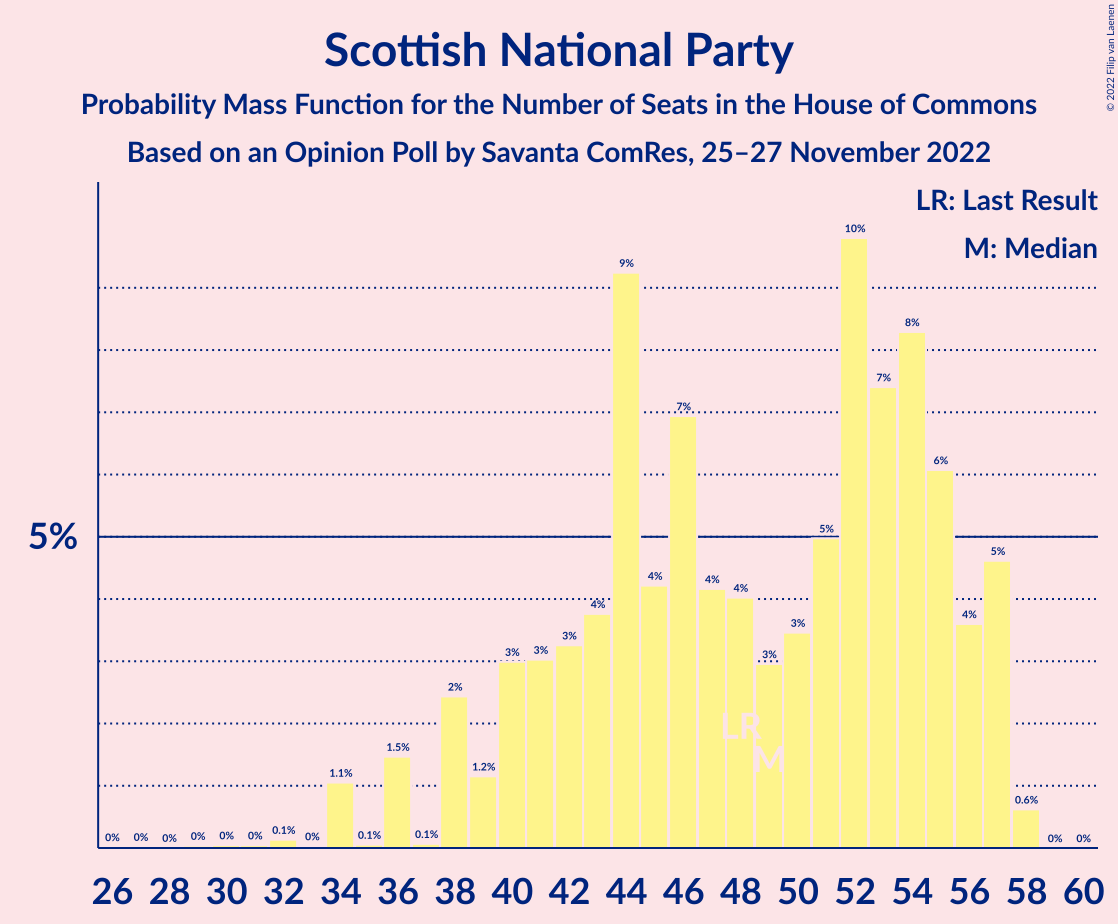 Scottish National Party
Probability Mass Function for the Number of Seats in the House of Commons
Based on an Opinion Poll by Savanta ComRes, 25–27 November 2022
© 2022 Filip van Laenen
LR: Last Result
M: Median
5%
0% 0% 0% 0% 0% 0% 0.1% 0% 1.1% 0.1% 1.5% 0.1% 2% 1.2% 3% 3% 3% 4% 9% 4% 7% 4% 4% 3% 3% 5% 10% 7% 8% 6% 4% 5% 0.6% 0% 0%
LR
M
26 28 30 32 34 36 38 40 42 44 46 48 50 52 54 56 58 60